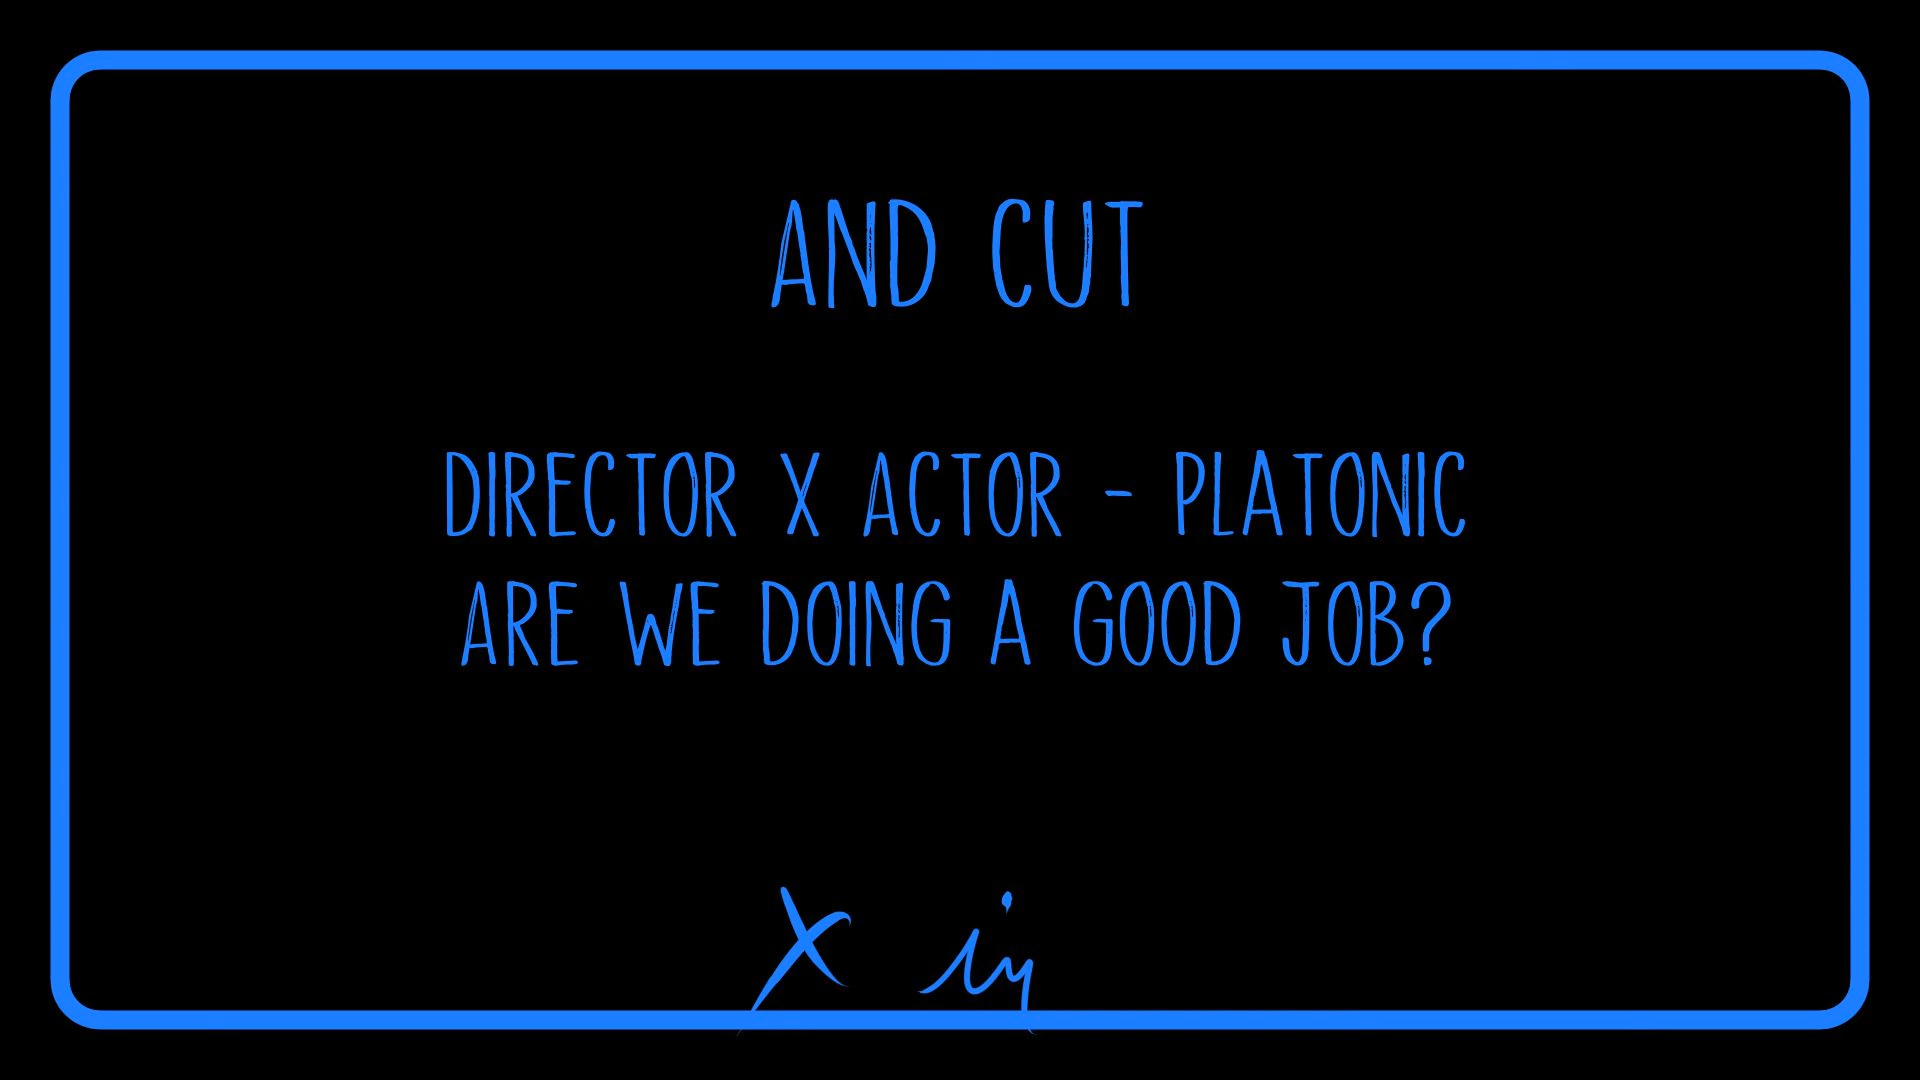 AND CUT
DIRECTOR X ACTOR - PLATONIC
ARE WE DOING A GOOD JOB?
X